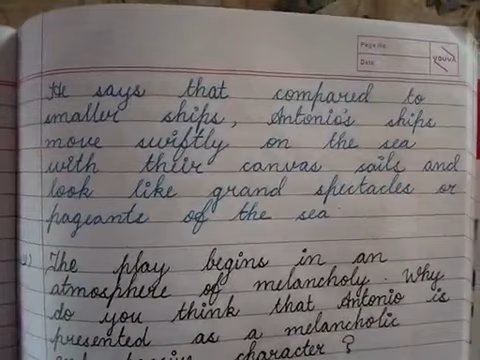 Page No.
Date
YOUVA
He says that compared to
smaller ships, Antonio's ships
move swiftly on the sea
with their canvas sails and
look like grand spectacles or
pageants of the sea
The play begins in an
atmosphere of melancholy. Why
do you think that Antonio is
presented as a melancholic
and passive character?